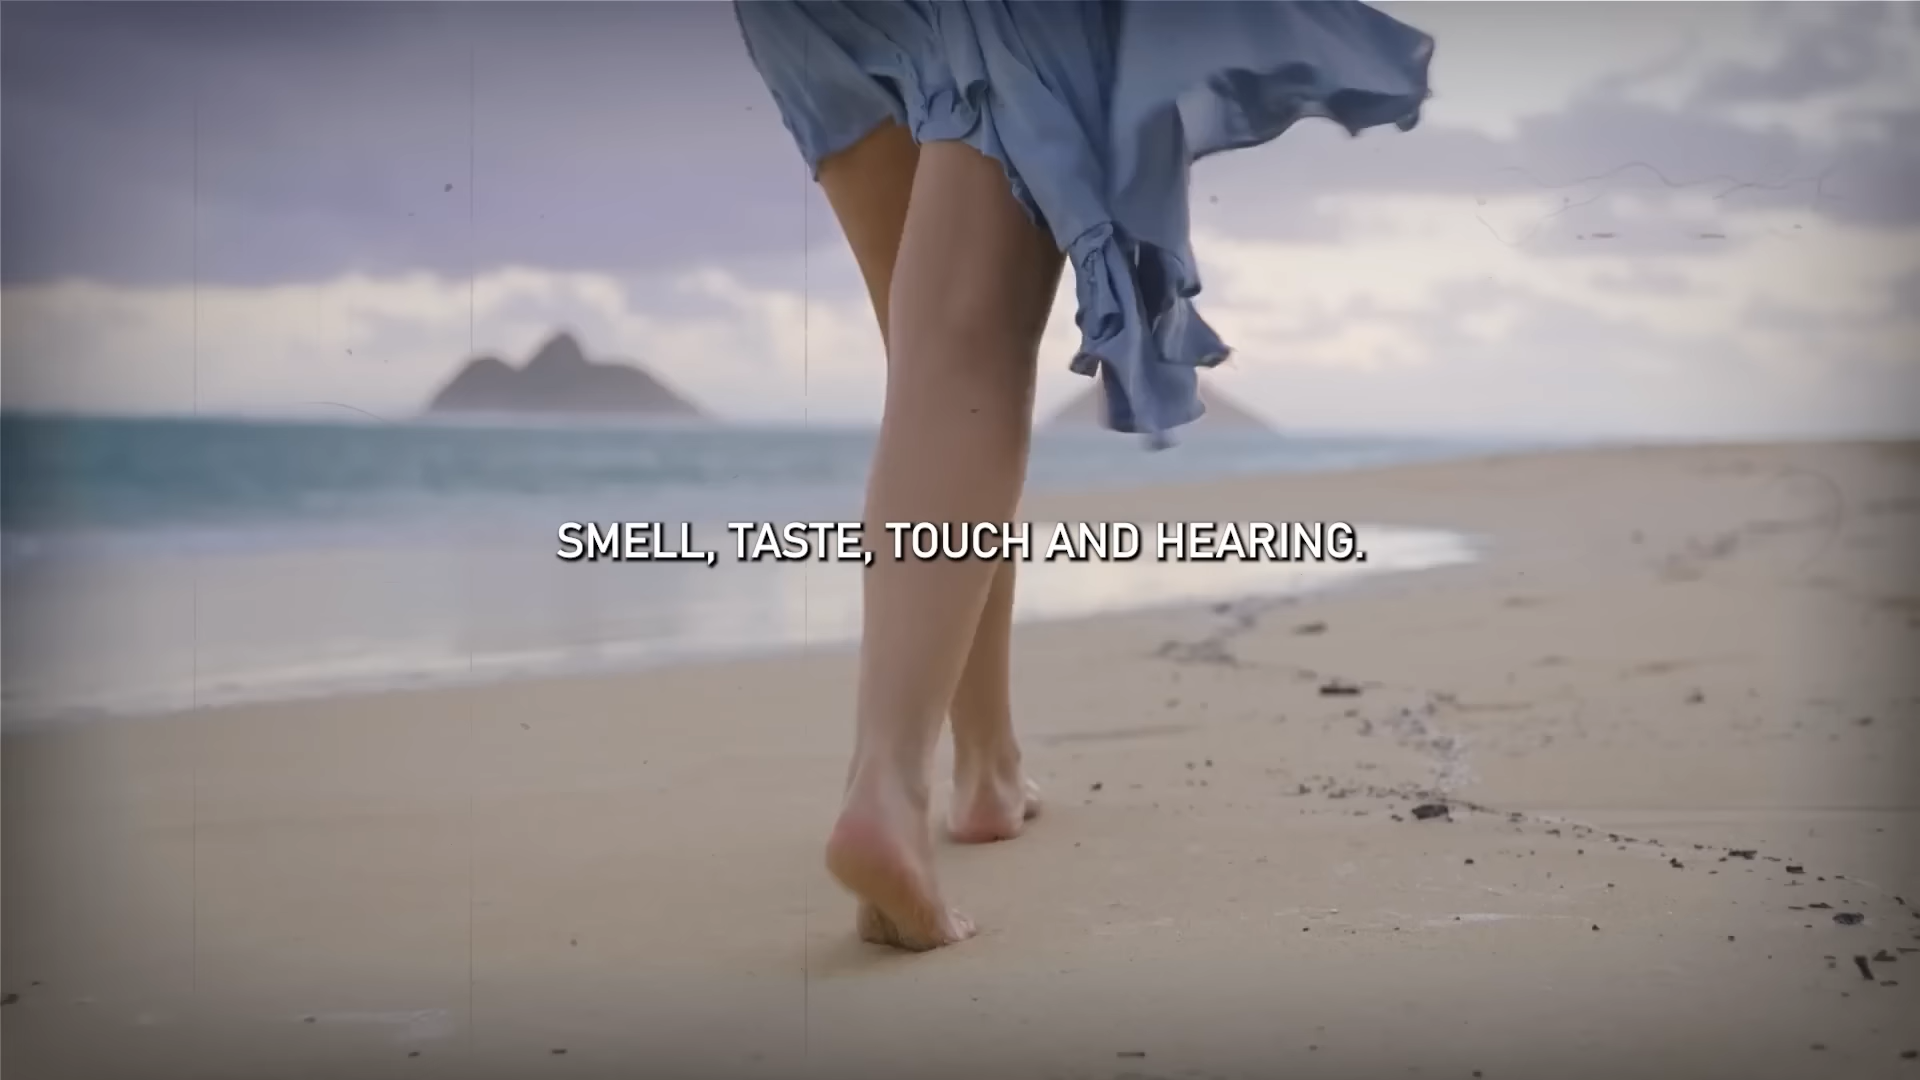 SMELL, TASTE, TOUCH AND HEARING.